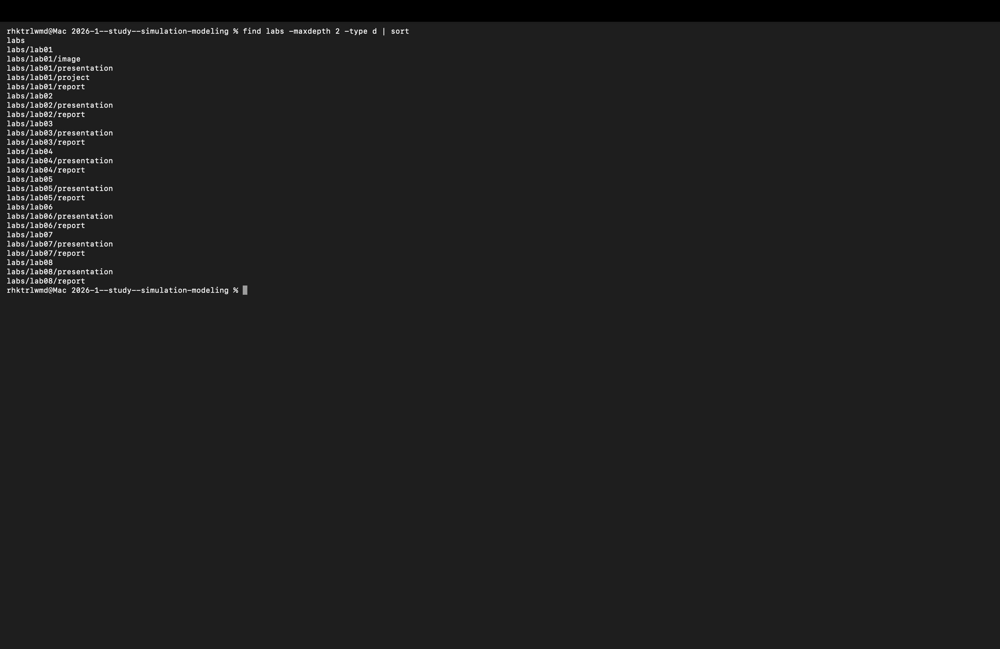 rhktrlwmd@Mac 2026-1--study--simulation-modeling % find labs -maxdepth 2 -type d | sort
labs
labs/lab01
labs/lab01/image
labs/lab01/presentation
labs/lab01/project
labs/lab01/report
labs/lab02
labs/lab02/presentation
labs/lab02/report
labs/lab03
labs/lab03/presentation
labs/lab03/report
labs/lab04
labs/lab04/presentation
labs/lab04/report
labs/lab05
labs/lab05/presentation
labs/lab05/report
labs/lab06
labs/lab06/presentation
labs/lab06/report
labs/lab07
labs/lab07/presentation
labs/lab07/report
labs/lab08
labs/lab08/presentation
labs/lab08/report
rhktrlwmd@Mac 2026-1--study--simulation-modeling %